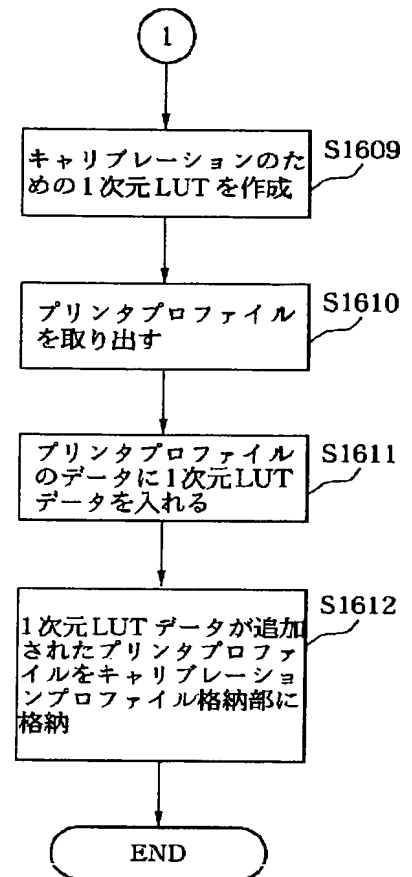 1
キャリブレーションのた
めの1次元LUTを作成
S1609
プリンタプロファイル
を取り出す
S1610
プリンタプロファイル
のデータに1次元LUT
データを入れる
S1611
1次元LUTデータが追加
されたプリンタプロファ
イルをキャリブレーショ
ンプロファイル格納部に
格納
S1612
END